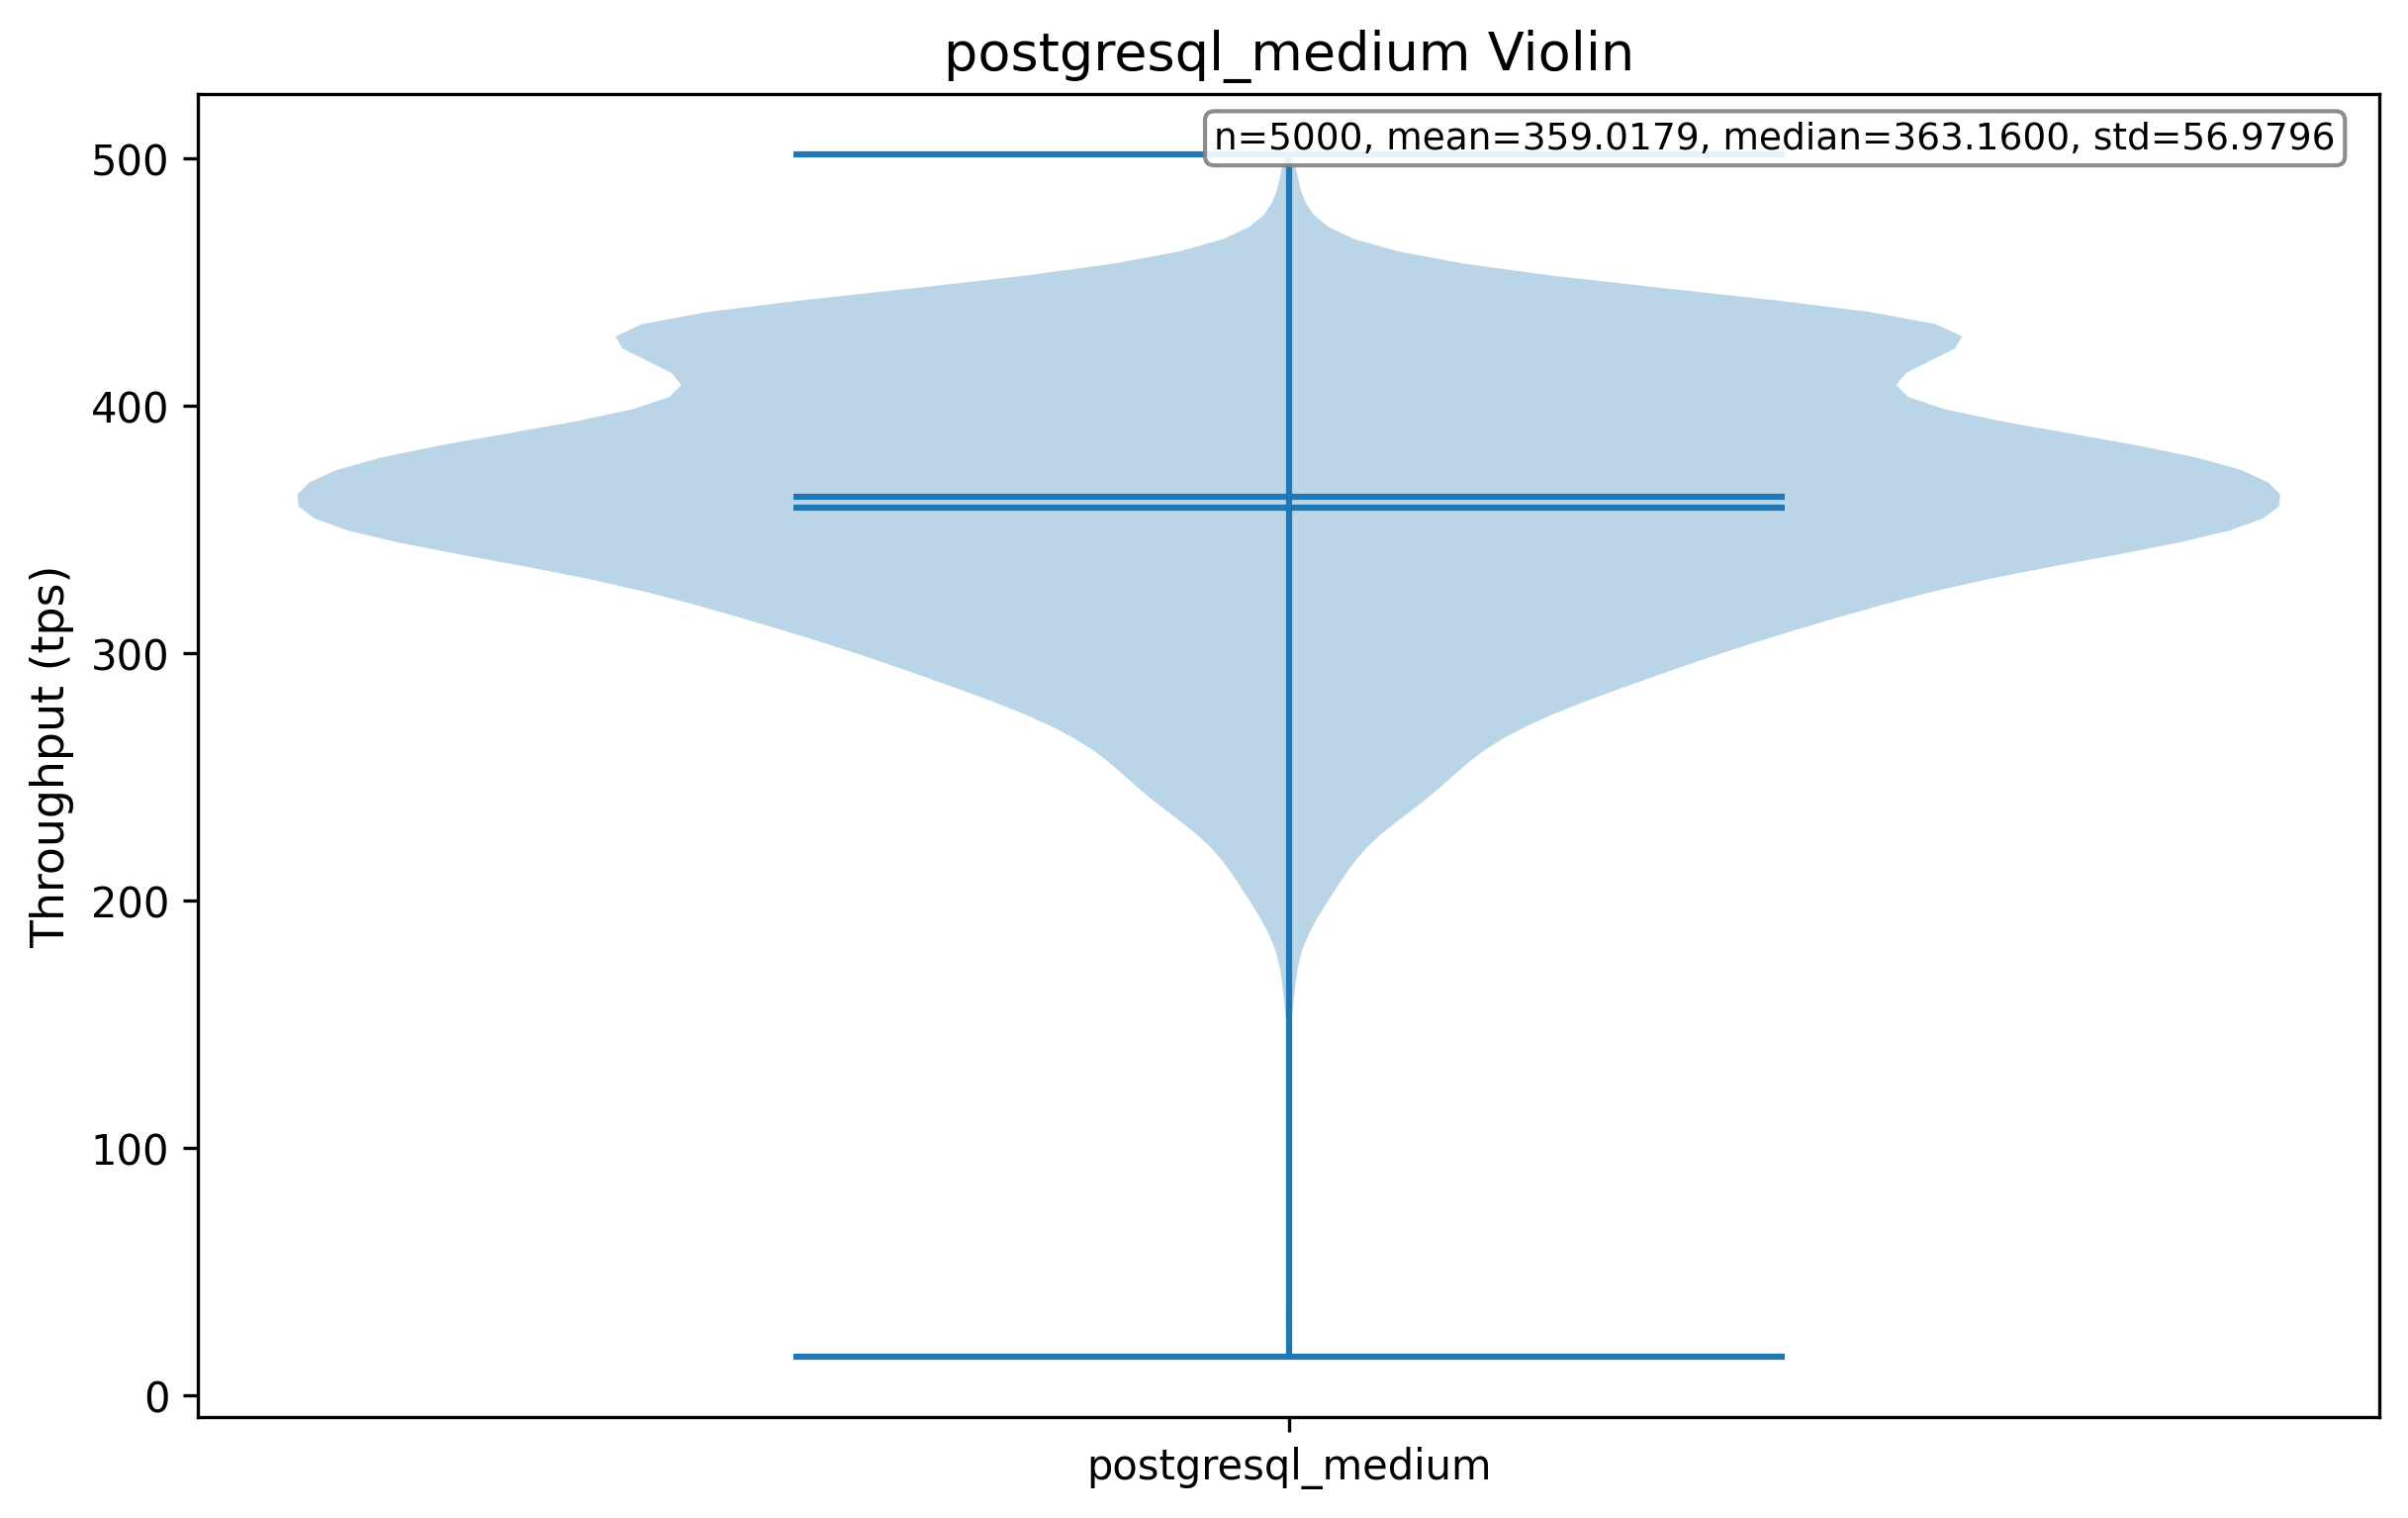 postgresql_medium Violin
n=5000, mean=359.0179, median=363.1600, std=56.9796
Throughput (tps)
500
400
300
200
100
0
postgresql_medium